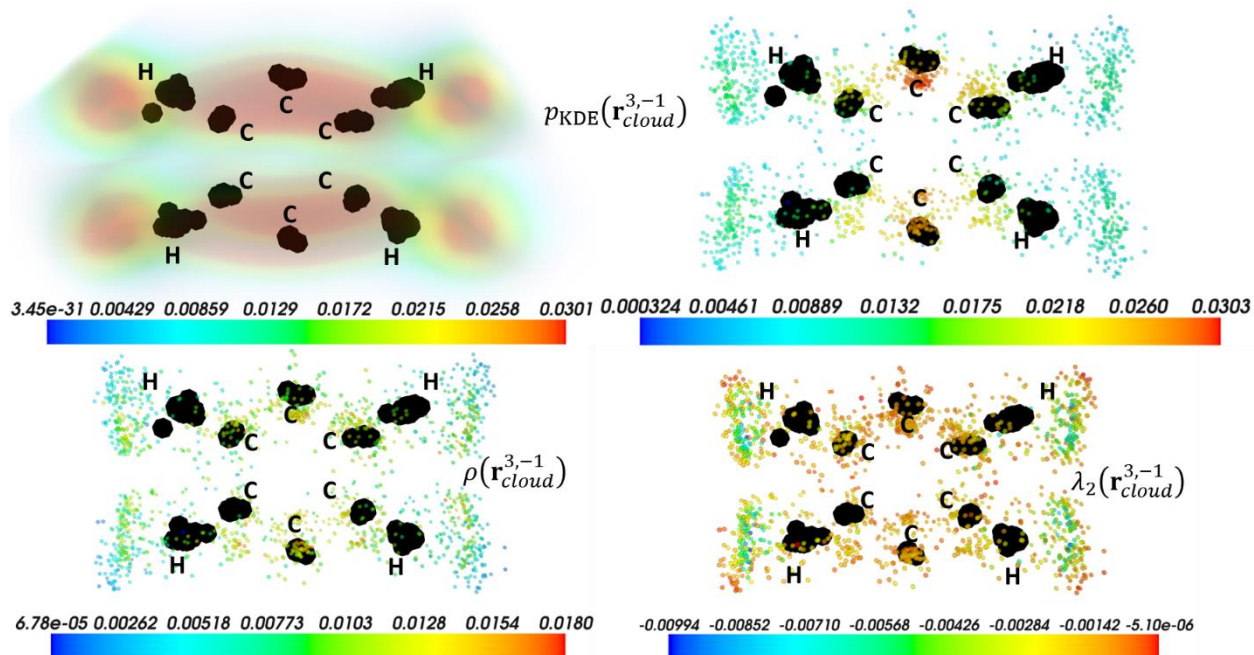 H
H
C
C
C
C
C
C
H
H
3.45e-31 0.00429 0.00859 0.0129 0.0172 0.0215 0.0258 0.0301
p_KDE(r_cloud^{3,−1})
H
H
C
C
C
C
C
C
H
H
0.000324 0.00461 0.00889 0.0132 0.0175 0.0218 0.0260 0.0303
H
H
C
C
C
C
C
C
H
H
ρ(r_cloud^{3,−1})
6.78e-05 0.00262 0.00518 0.00773 0.0103 0.0128 0.0154 0.0180
H
H
C
C
C
C
C
C
H
H
λ₂(r_cloud^{3,−1})
-0.00994 -0.00852 -0.00710 -0.00568 -0.00426 -0.00284 -0.00142 -5.10e-06